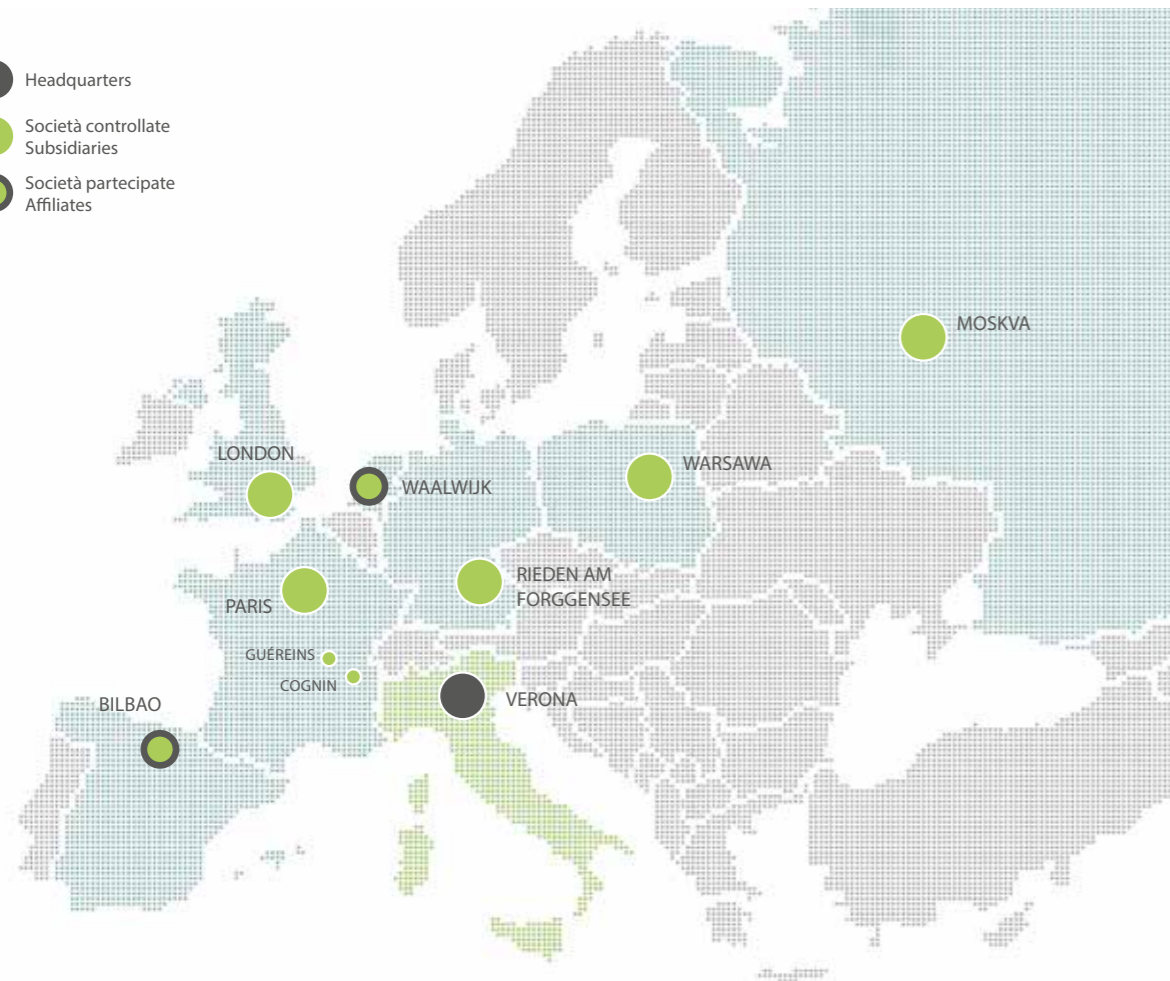 Headquarters
Società controllate
Subsidiaries
Società partecipate
Affiliates
MOSKVA
LONDON
WARSAWA
WAALWIJK
RIEDEN AM
FORGGENSEE
PARIS
GUÉREINS
COGNIN
VERONA
BILBAO